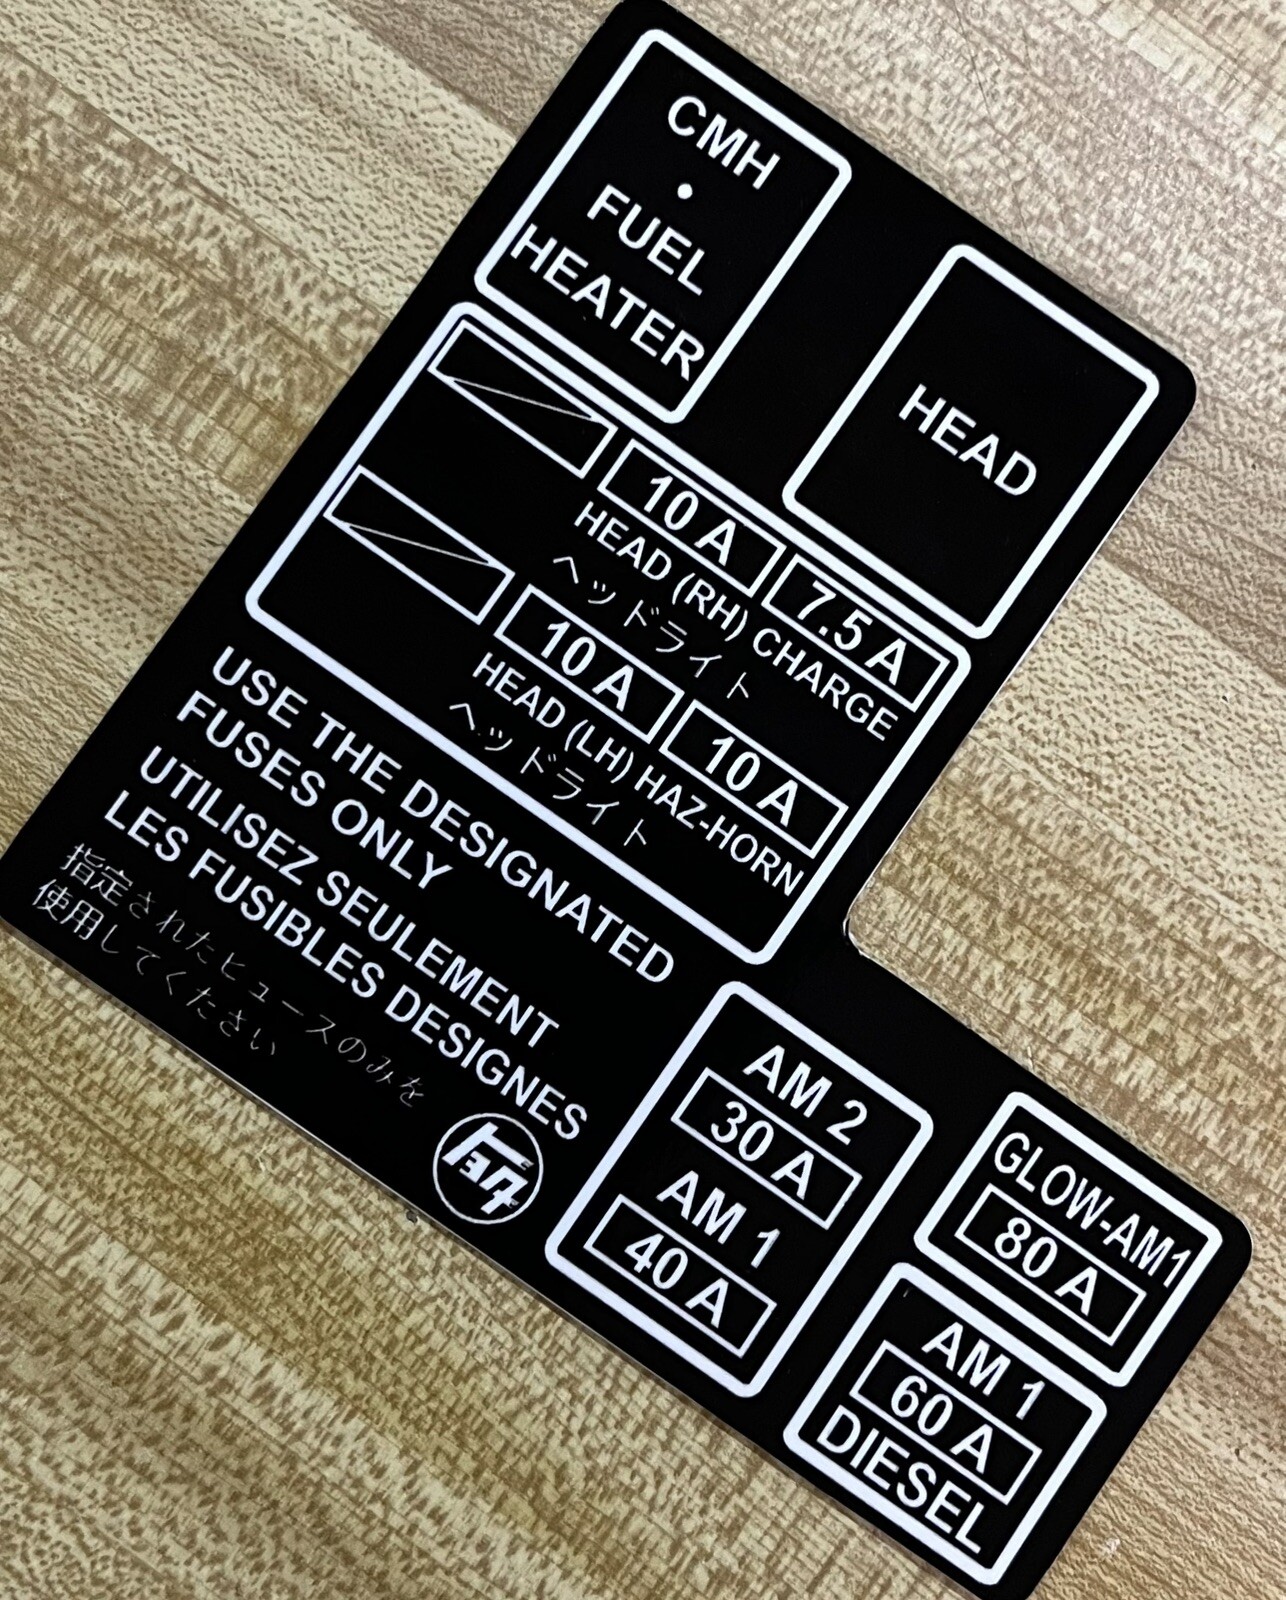 CMH
•
FUEL
HEATER
HEAD
10 A
7.5 A
HEAD (RH) CHARGE
ヘッドライト
10 A
10 A
HEAD (LH) HAZ-HORN
ヘッドライト
USE THE DESIGNATED
FUSES ONLY
UTILISEZ SEULEMENT
LES FUSIBLES DESIGNES
指定されたヒューズのみを
使用してください
AM 2
30 A
AM 1
40 A
GLOW-AM1
80 A
AM 1
60 A
DIESEL